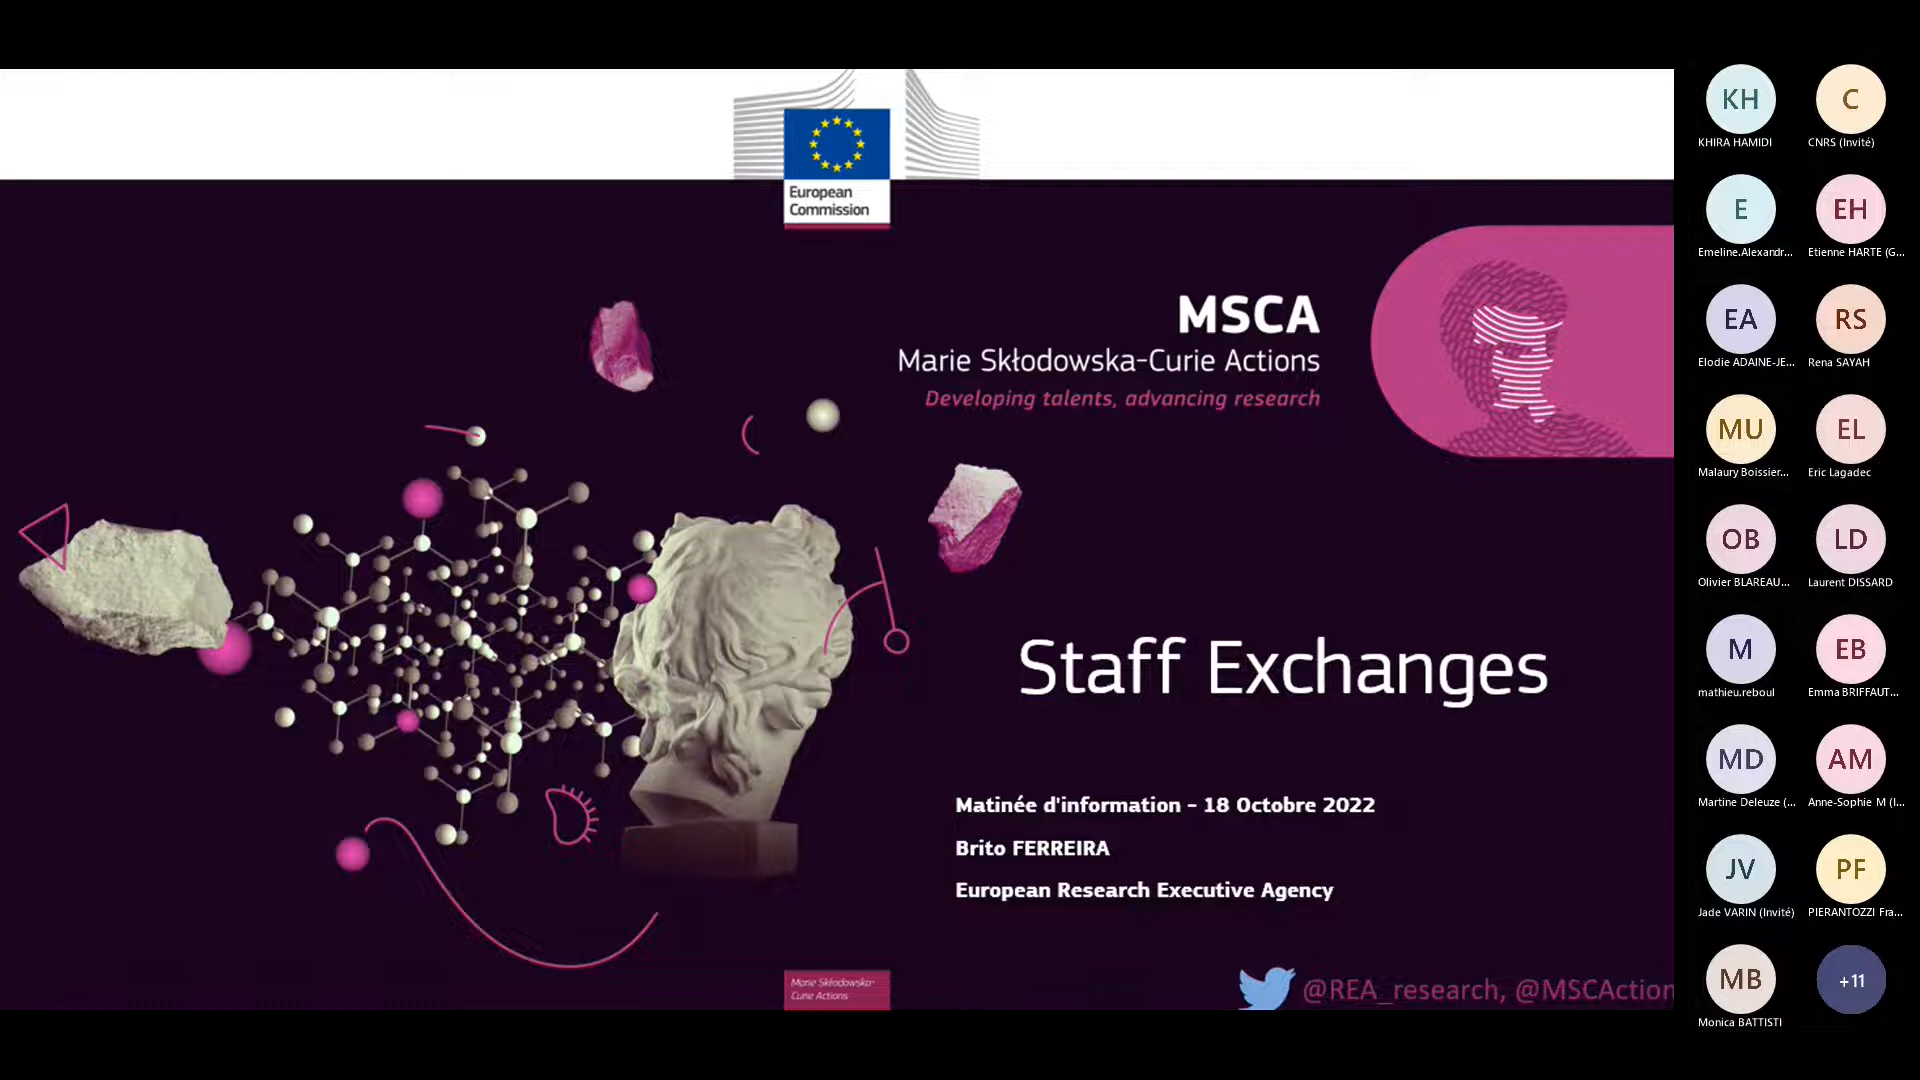 European
Commission
MSCA
Marie Skłodowska-Curie Actions
Developing talents, advancing research
Staff Exchanges
Matinée d'information - 18 Octobre 2022
Brito FERREIRA
European Research Executive Agency
Marie Skłodowska-
Curie Actions
@REA_research, @MSCAction
KH
KHIRA HAMIDI
C
CNRS (Invité)
E
Emeline.Alexandr...
EH
Etienne HARTE (G...
EA
Elodie ADAINE-JE...
RS
Rena SAYAH
MU
Malaury Boissier...
EL
Eric Lagadec
OB
Olivier BLAREAU...
LD
Laurent DISSARD
M
mathieu.reboul
EB
Emma BRIFFAUT...
MD
Martine Deleuze (...
AM
Anne-Sophie M (I...
JV
Jade VARIN (Invité)
PF
PIERANTOZZI Fra...
MB
Monica BATTISTI
+11